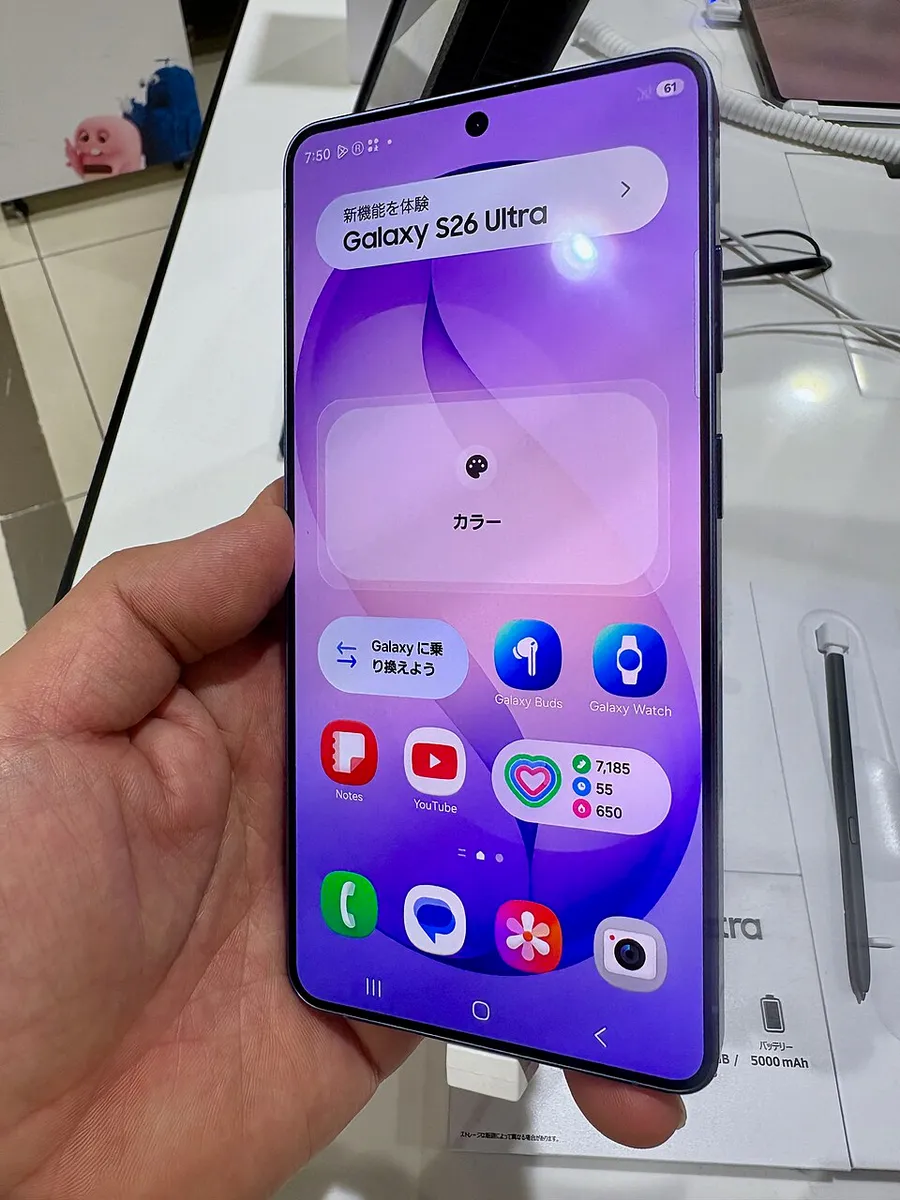 7:50
61
新機能を体験
Galaxy S26 Ultra
カラー
Galaxy に乗
り換えよう
Galaxy Buds
Galaxy Watch
Notes
YouTube
7,185
55
650
tra
バッテリー
B / 5000 mAh